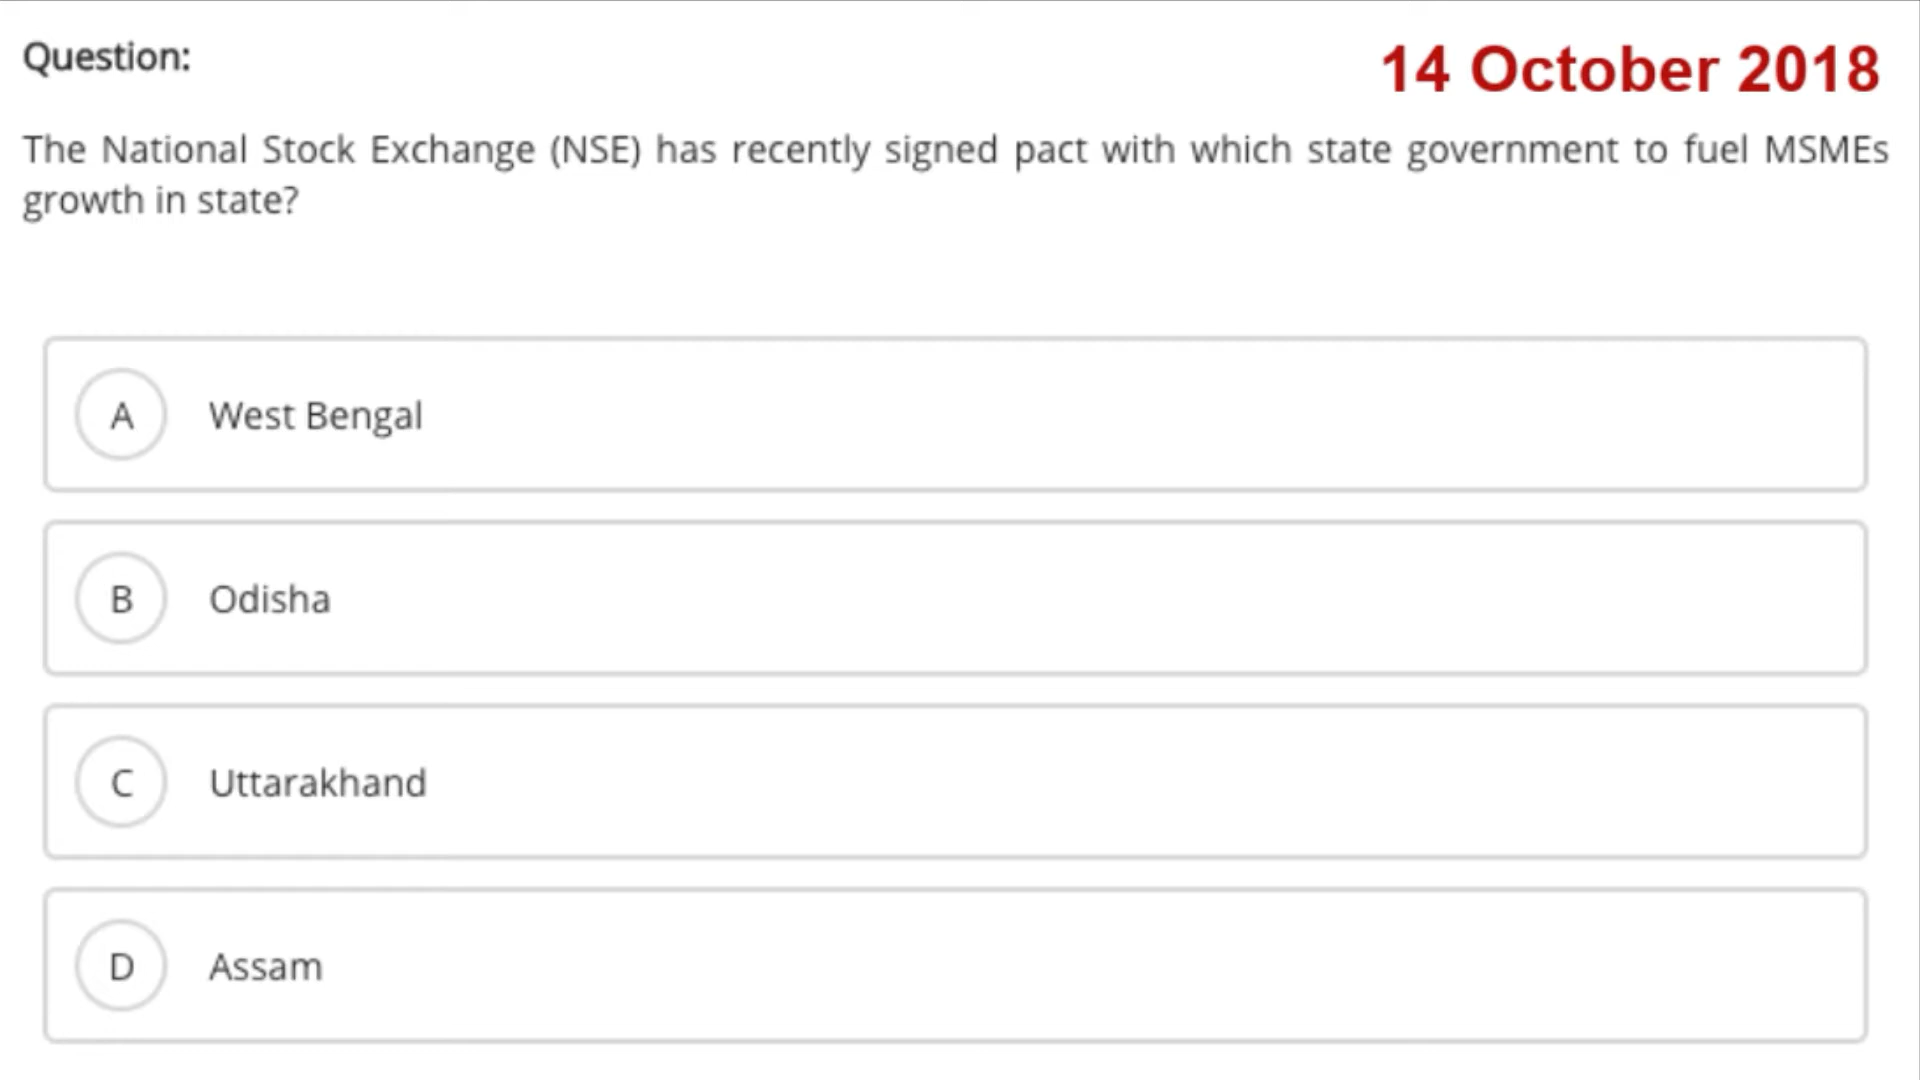 Question:
14 October 2018
The National Stock Exchange (NSE) has recently signed pact with which state government to fuel MSMEs
growth in state?
A West Bengal
B Odisha
C Uttarakhand
D Assam